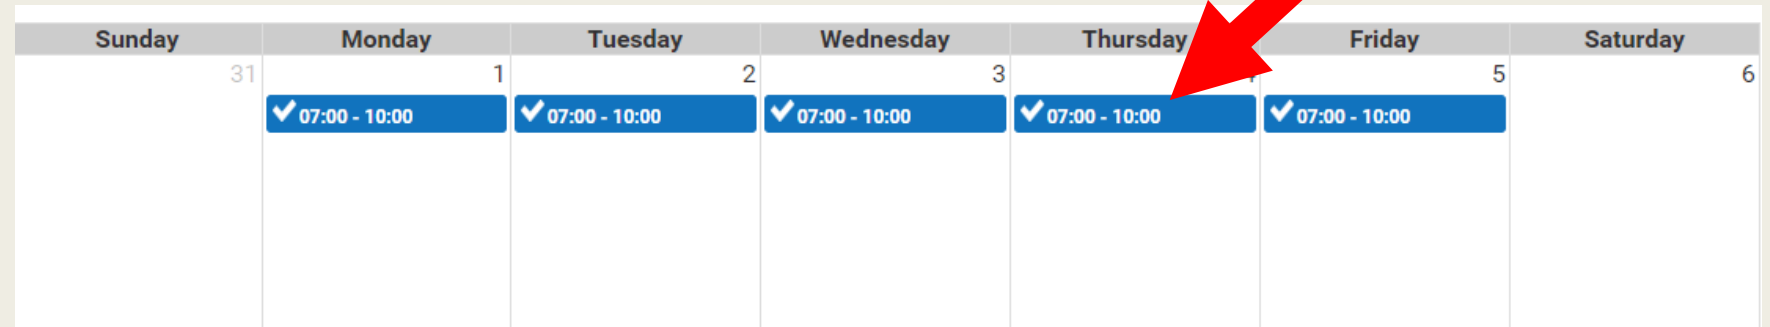 Sunday Monday Tuesday Wednesday Thursday Friday Saturday
31 1 2 3 5 6
07:00 - 10:00 07:00 - 10:00 07:00 - 10:00 07:00 - 10:00 07:00 - 10:00